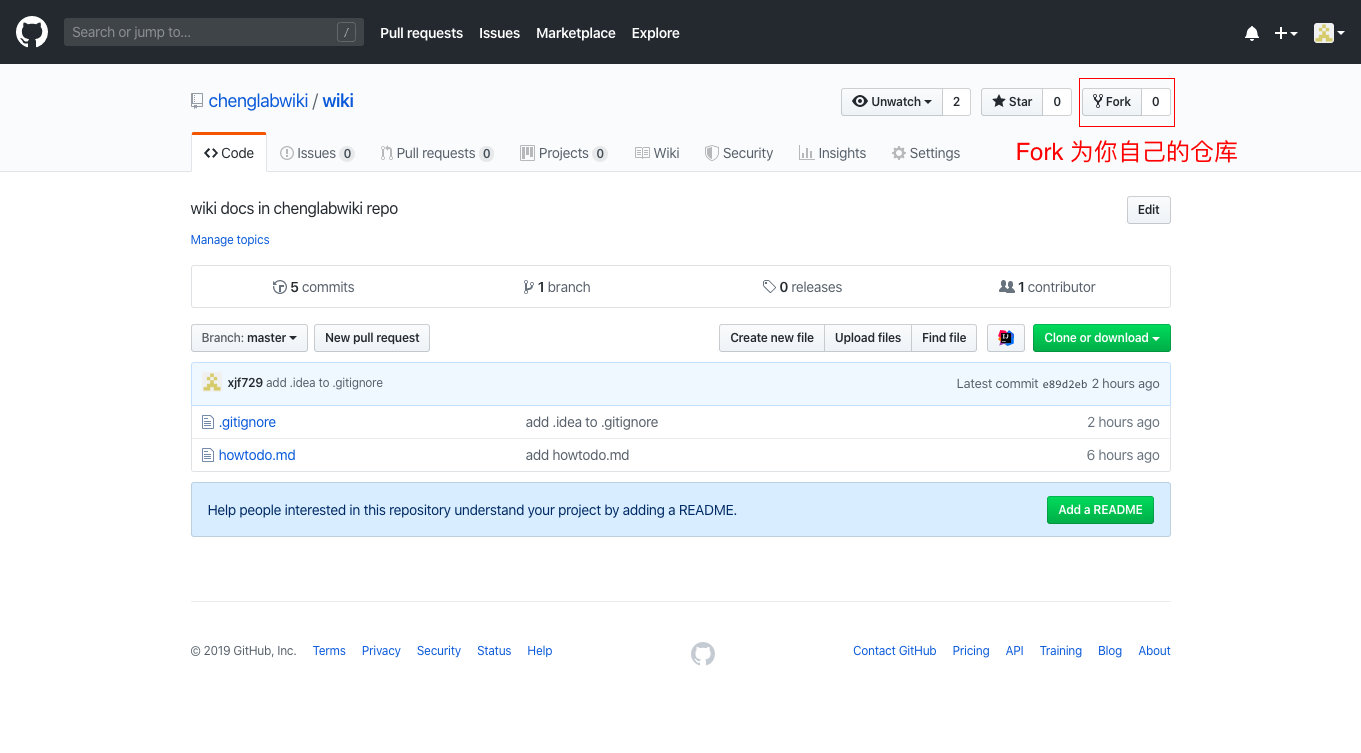 Search or jump to... /
Pull requests Issues Marketplace Explore
chenglabwiki / wiki
Unwatch 2 Star 0 Fork 0
Code Issues 0 Pull requests 0 Projects 0 Wiki Security Insights Settings
Fork 为你自己的仓库
wiki docs in chenglabwiki repo Edit
Manage topics
5 commits 1 branch 0 releases 1 contributor
Branch: master New pull request Create new file Upload files Find file Clone or download
xjf729 add .idea to .gitignore Latest commit e89d2eb 2 hours ago
.gitignore add .idea to .gitignore 2 hours ago
howtodo.md add howtodo.md 6 hours ago
Help people interested in this repository understand your project by adding a README. Add a README
© 2019 GitHub, Inc. Terms Privacy Security Status Help Contact GitHub Pricing API Training Blog About